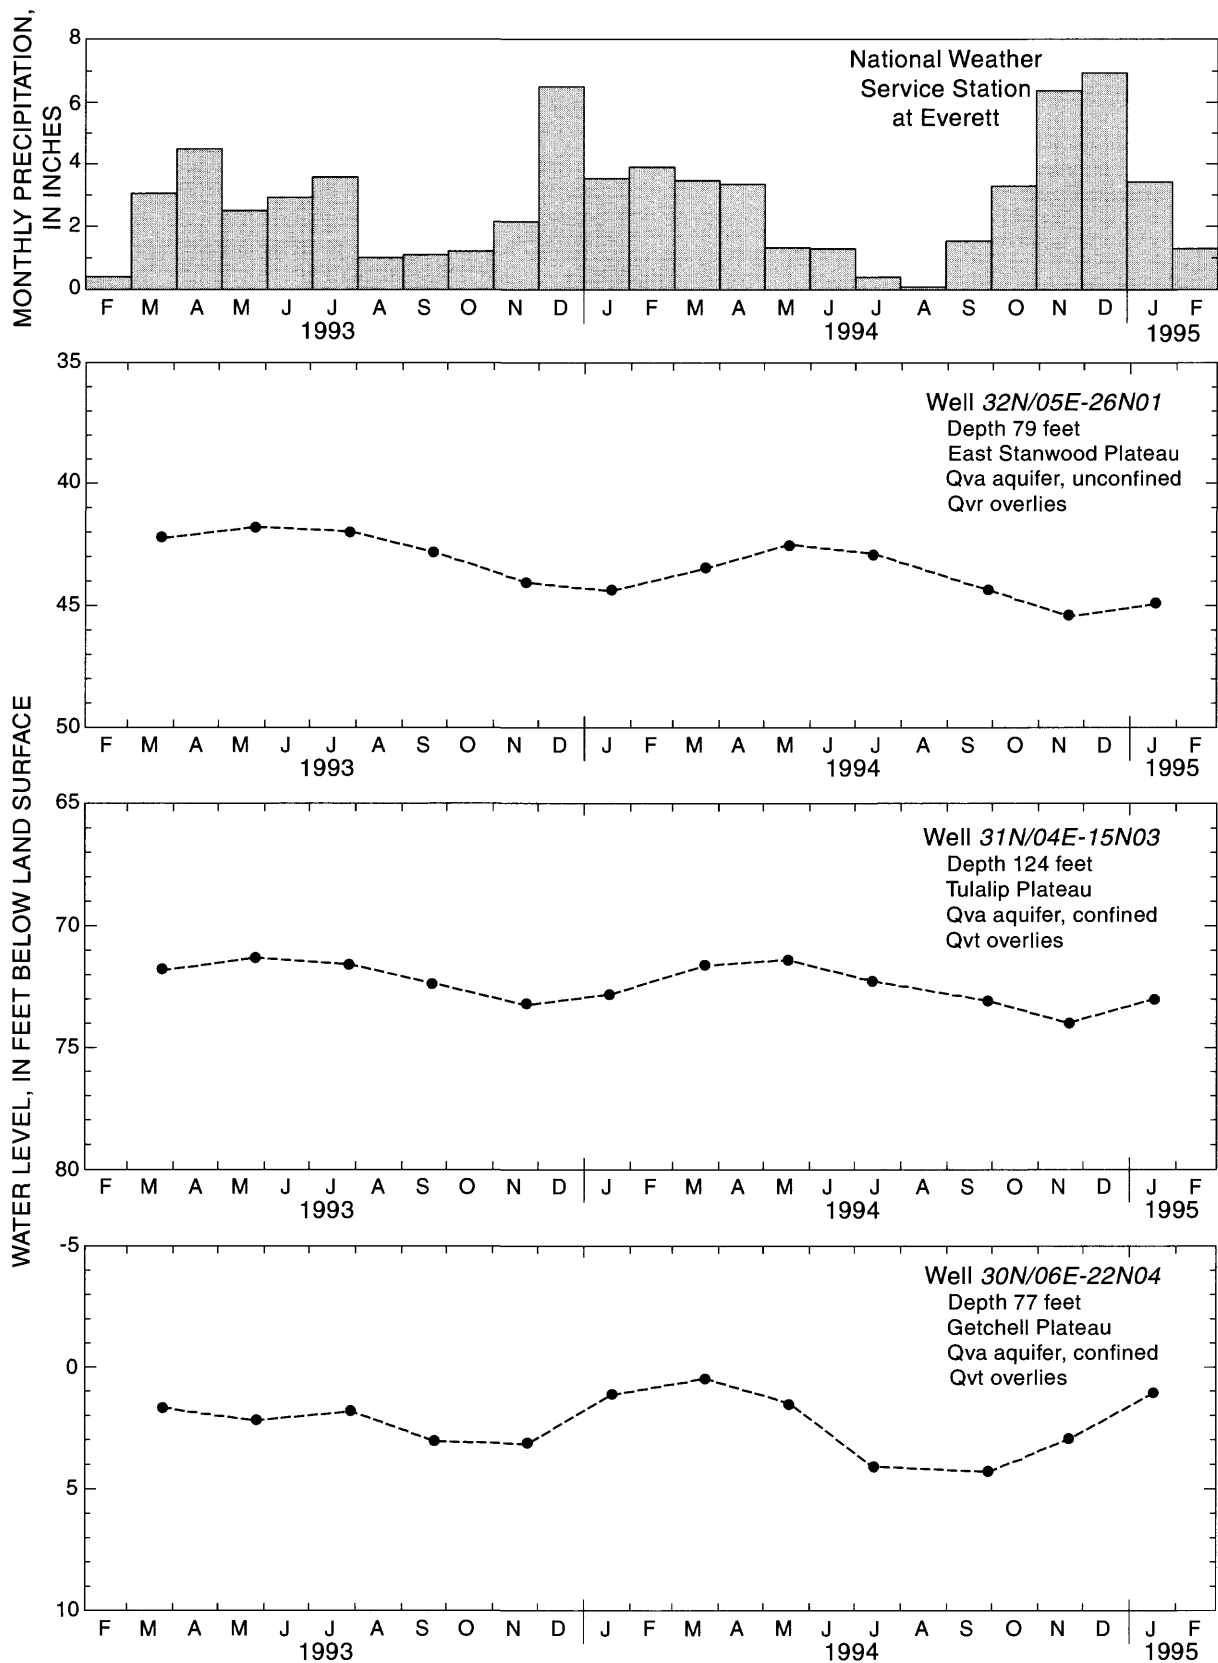 MONTHLY PRECIPITATION,
IN INCHES
8
6
4
2
0
National Weather
Service Station
at Everett
F M A M J J A S O N D J F M A M J J A S O N D J F
1993 1994 1995
WATER LEVEL, IN FEET BELOW LAND SURFACE
35
40
45
50
Well 32N/05E-26N01
Depth 79 feet
East Stanwood Plateau
Qva aquifer, unconfined
Qvr overlies
F M A M J J A S O N D J F M A M J J A S O N D J F
1993 1994 1995
65
70
75
80
Well 31N/04E-15N03
Depth 124 feet
Tulalip Plateau
Qva aquifer, confined
Qvt overlies
F M A M J J A S O N D J F M A M J J A S O N D J F
1993 1994 1995
-5
0
5
10
Well 30N/06E-22N04
Depth 77 feet
Getchell Plateau
Qva aquifer, confined
Qvt overlies
F M A M J J A S O N D J F M A M J J A S O N D J F
1993 1994 1995